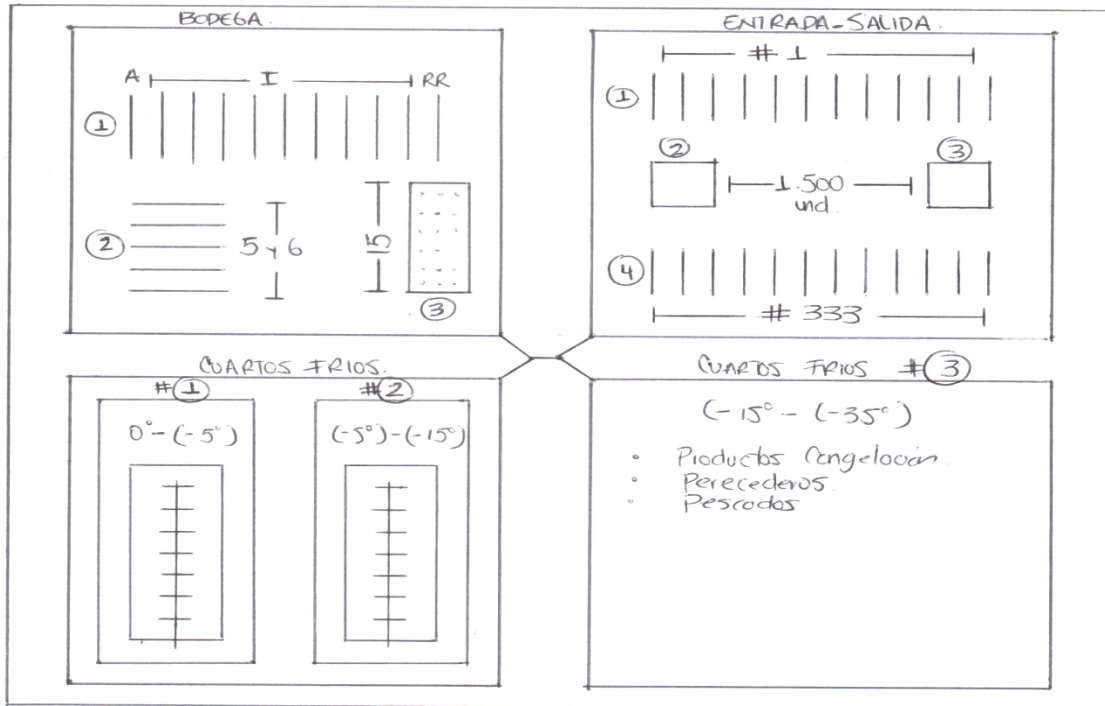 BODEGA.
A I RR
1
2
5 y 6
15
3
ENTRADA-SALIDA.
# 1
1
2
3
1.500
und.
4
# 333
CUARTOS FRIOS.
#1
#2
0° - (-5°)
(-5°) - (-15°)
CUARTOS FRIOS #3
(-15° - (-35°)
• Productos Congelación.
• Perecederos.
• Pescados